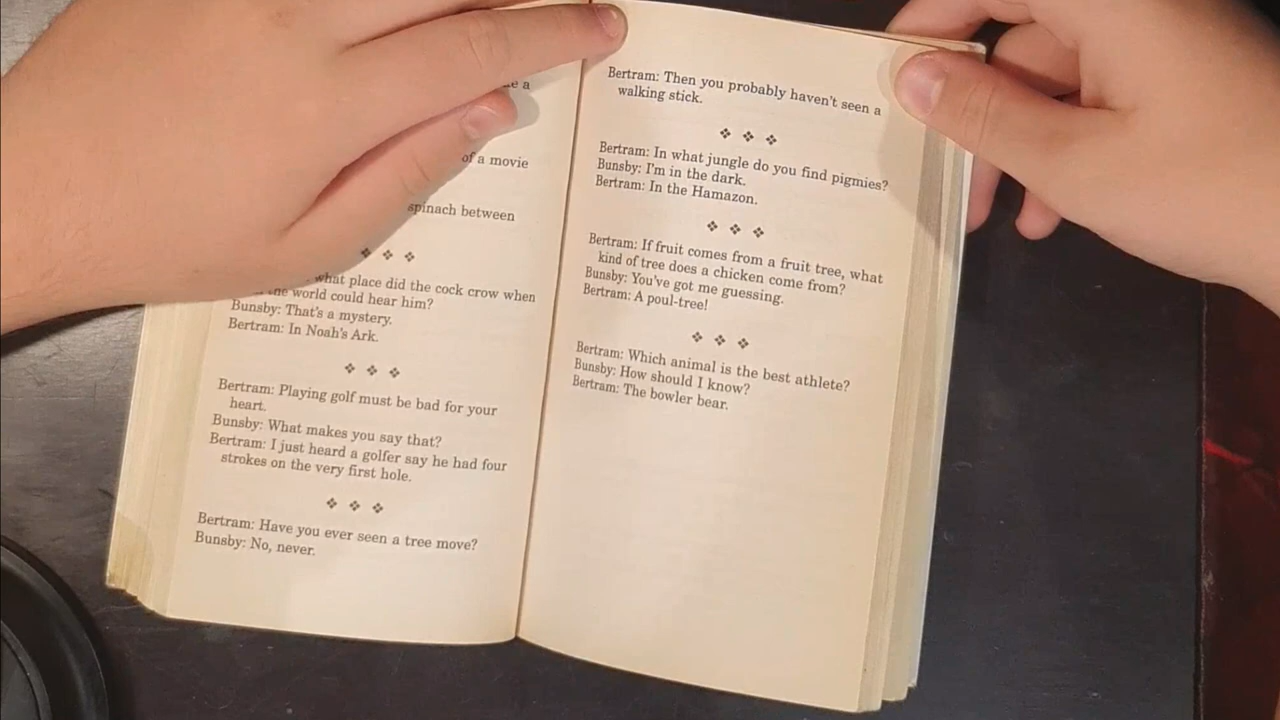 a
of a movie
spinach between
what place did the cock crow when
the world could hear him?
Bunsby: That's a mystery.
Bertram: In Noah's Ark.
Bertram: Playing golf must be bad for your
heart.
Bunsby: What makes you say that?
Bertram: I just heard a golfer say he had four
strokes on the very first hole.
Bertram: Have you ever seen a tree move?
Bunsby: No, never.
Bertram: Then you probably haven't seen a
walking stick.
Bertram: In what jungle do you find pigmies?
Bunsby: I'm in the dark.
Bertram: In the Hamazon.
Bertram: If fruit comes from a fruit tree, what
kind of tree does a chicken come from?
Bunsby: You've got me guessing.
Bertram: A poul-tree!
Bertram: Which animal is the best athlete?
Bunsby: How should I know?
Bertram: The bowler bear.